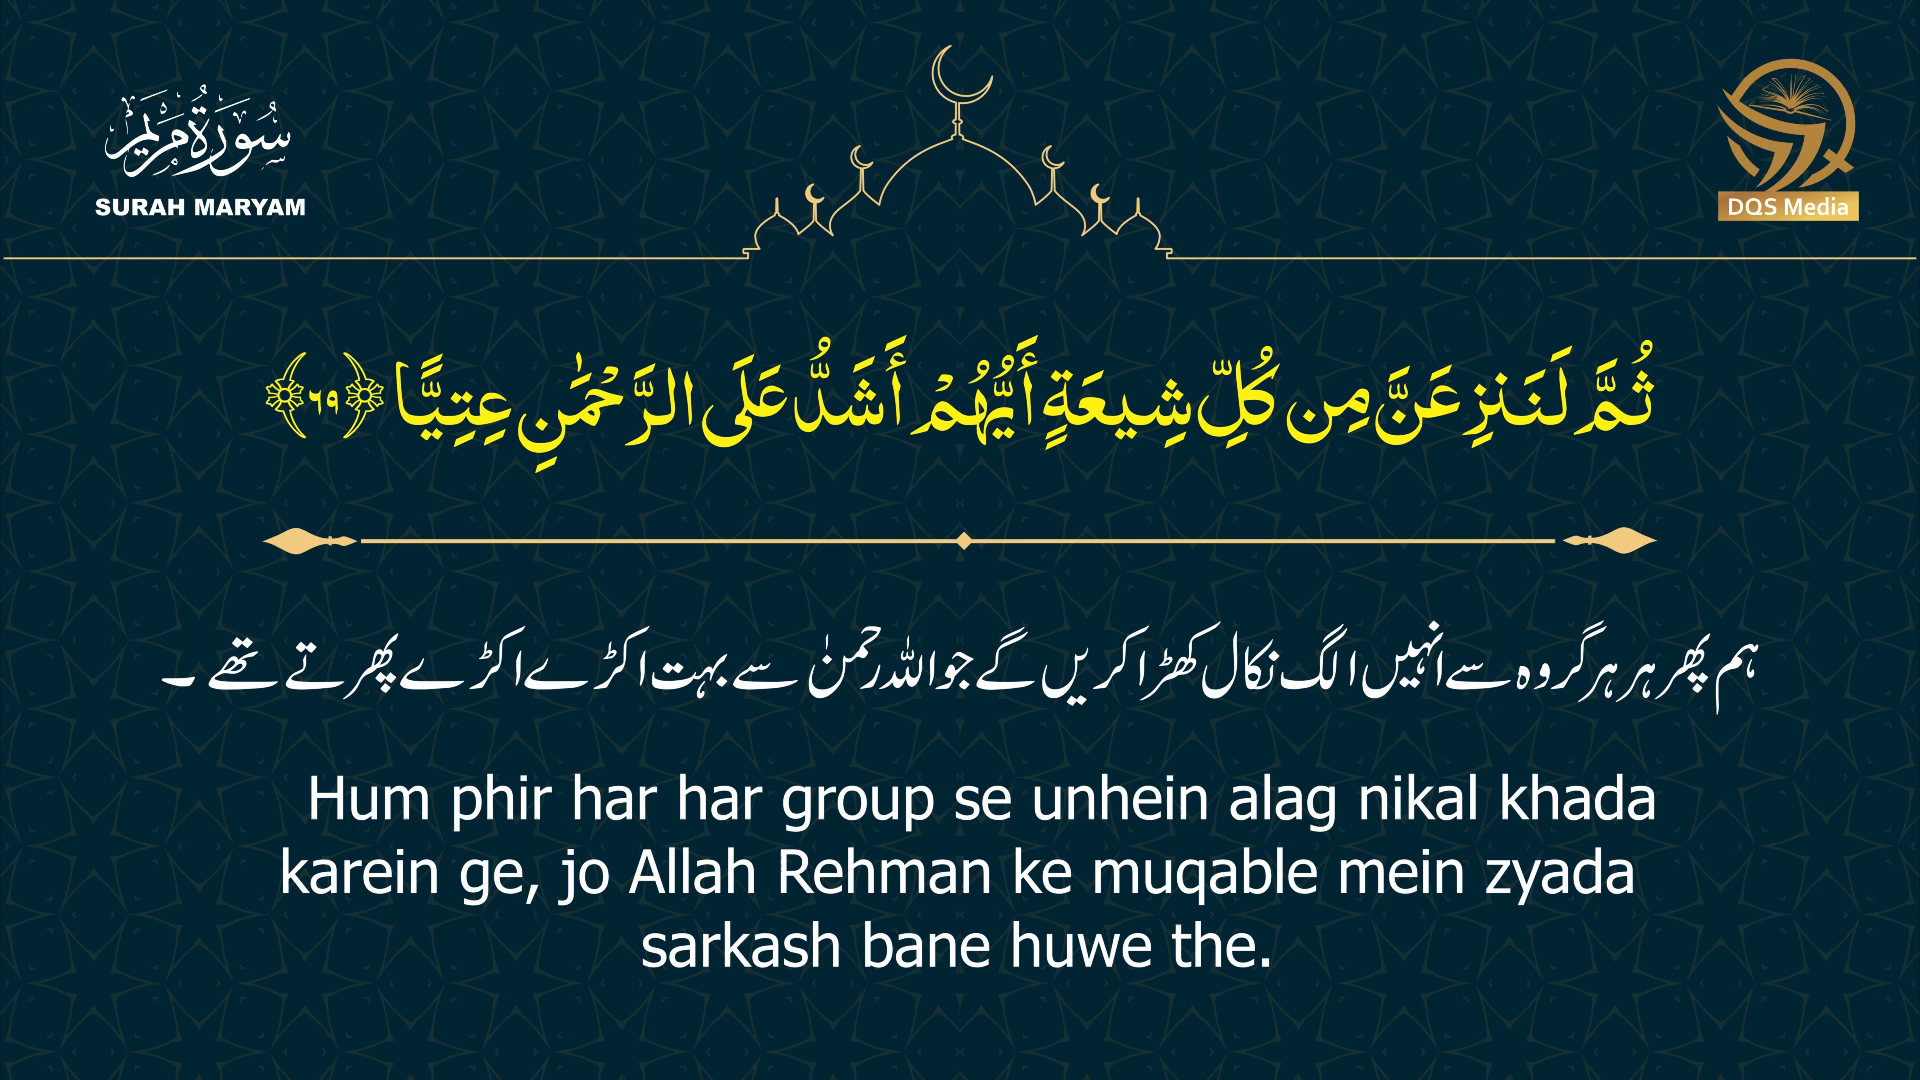 سُورَةُ مَرْيَم
SURAH MARYAM
DQS Media
ثُمَّ لَنَنزِعَنَّ مِن كُلِّ شِيعَةٍ أَيُّهُمْ أَشَدُّ عَلَى الرَّحْمَٰنِ عِتِيًّا ﴿٦٩﴾
ہم پھر ہر ہر گروہ سے انہیں الگ نکال کھڑا کریں گے جو اللہ رحمنٰ سے بہت اکڑے اکڑے پھرتے تھے ۔
Hum phir har har group se unhein alag nikal khada
karein ge, jo Allah Rehman ke muqable mein zyada
sarkash bane huwe the.